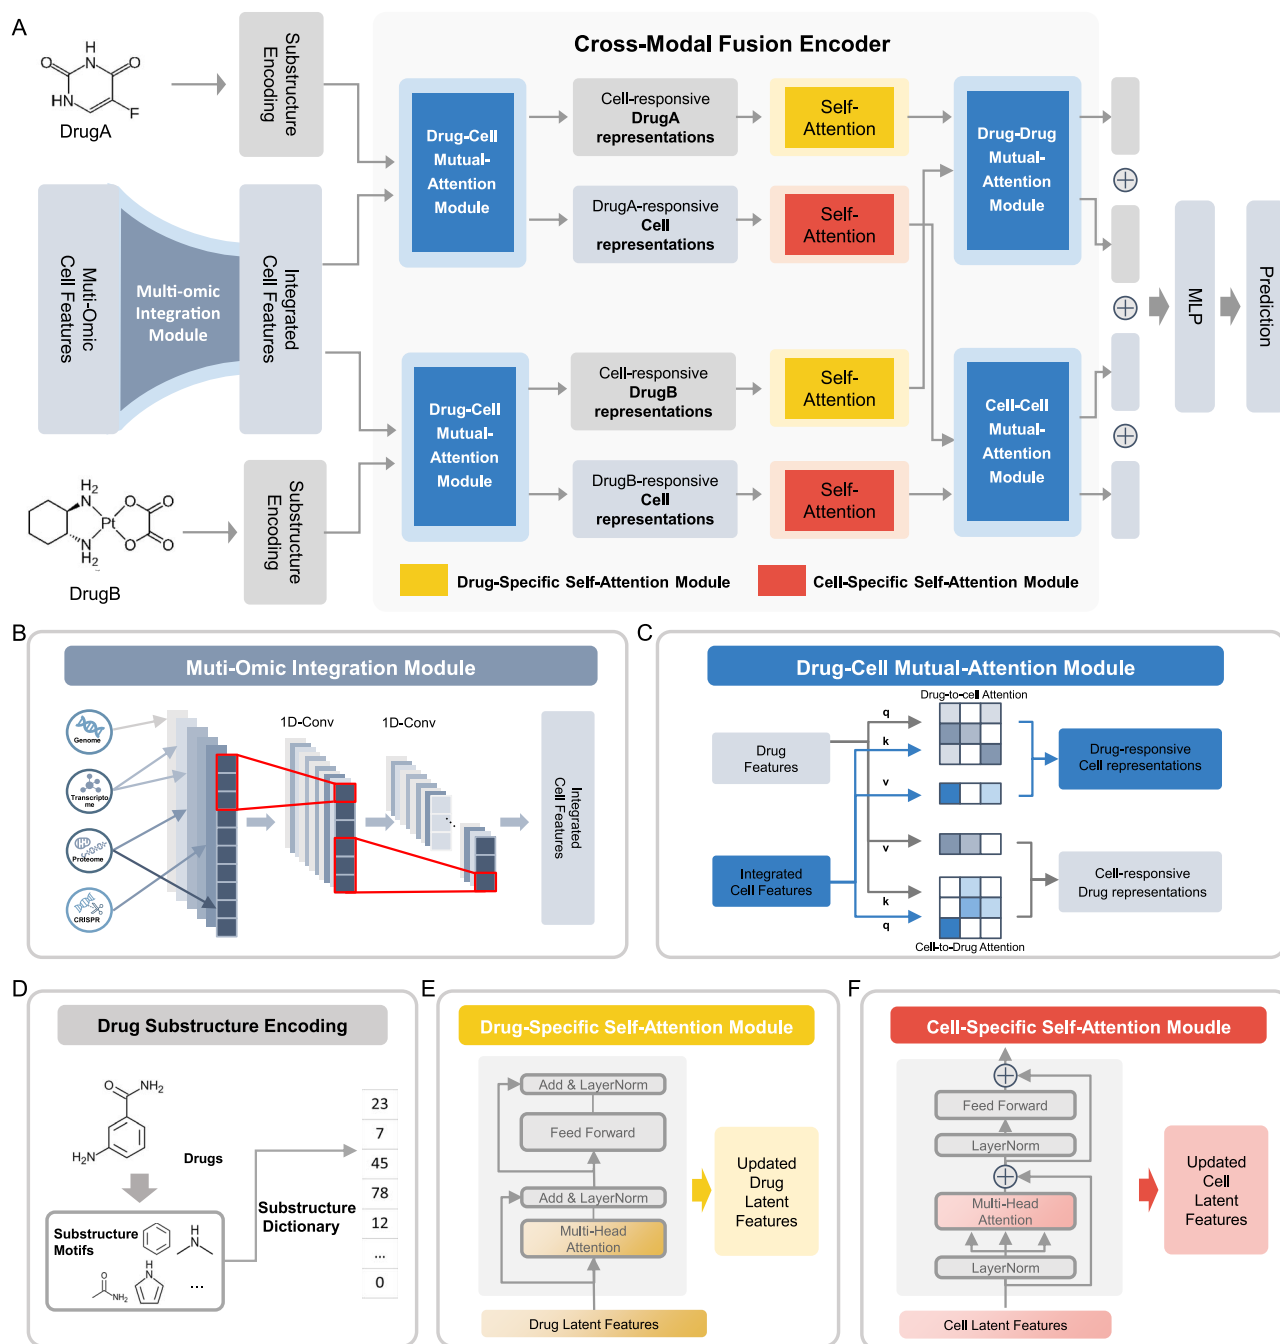 A
Cross-Modal Fusion Encoder
H
N
O
O
NH
F
DrugA
Substructure
Encoding
Drug-Cell
Mutual-
Attention
Module
Cell-responsive
DrugA
representations
Self-
Attention
Drug-Drug
Mutual-
Attention
Module
DrugA-responsive
Cell
representations
Self-
Attention
Muti-Omic
Cell Features
Multi-omic
Integration
Module
Integrated
Cell Features
MLP
Prediction
Drug-Cell
Mutual-
Attention
Module
Cell-responsive
DrugB
representations
Self-
Attention
Cell-Cell
Mutual-
Attention
Module
DrugB-responsive
Cell
representations
Self-
Attention
NH2
O
O
Pt
O
O
NH2
DrugB
Substructure
Encoding
Drug-Specific Self-Attention Module
Cell-Specific Self-Attention Module
B
Muti-Omic Integration Module
1D-Conv
1D-Conv
Genome
Transcripto
me
Proteome
CRISPR
...
Integrated
Cell Features
C
Drug-Cell Mutual-Attention Module
Drug-to-cell Attention
q
k
v
v
k
q
Drug
Features
Integrated
Cell Features
Drug-responsive
Cell representations
Cell-responsive
Drug representations
Cell-to-Drug Attention
D
Drug Substructure Encoding
O
NH2
H2N
Drugs
Substructure
Motifs
H
N
O
NH2
H
N
...
Substructure
Dictionary
23
7
45
78
12
...
0
E
Drug-Specific Self-Attention Module
Add & LayerNorm
Feed Forward
Add & LayerNorm
Multi-Head
Attention
Drug Latent Features
Updated
Drug
Latent
Features
F
Cell-Specific Self-Attention Moudle
Feed Forward
LayerNorm
Multi-Head
Attention
LayerNorm
Cell Latent Features
Updated
Cell
Latent
Features